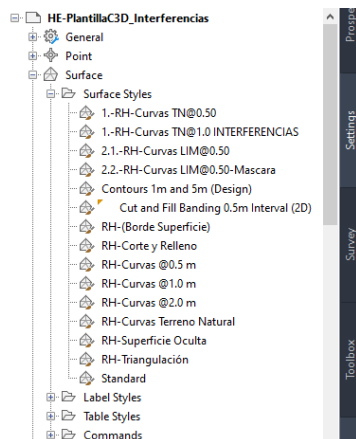 HE-PlantillaC3D_Interferencias
General
Point
Surface
Surface Styles
1.-RH-Curvas TN@0.50
1.-RH-Curvas TN@1.0 INTERFERENCIAS
2.1.-RH-Curvas LIM@0.50
2.2.-RH-Curvas LIM@0.50-Mascara
Contours 1m and 5m (Design)
Cut and Fill Banding 0.5m Interval (2D)
RH-(Borde Superficie)
RH-Corte y Relleno
RH-Curvas @0.5 m
RH-Curvas @1.0 m
RH-Curvas @2.0 m
RH-Curvas Terreno Natural
RH-Superficie Oculta
RH-Triangulación
Standard
Label Styles
Table Styles
Commands
Prospe
Settings
Survey
Toolbox